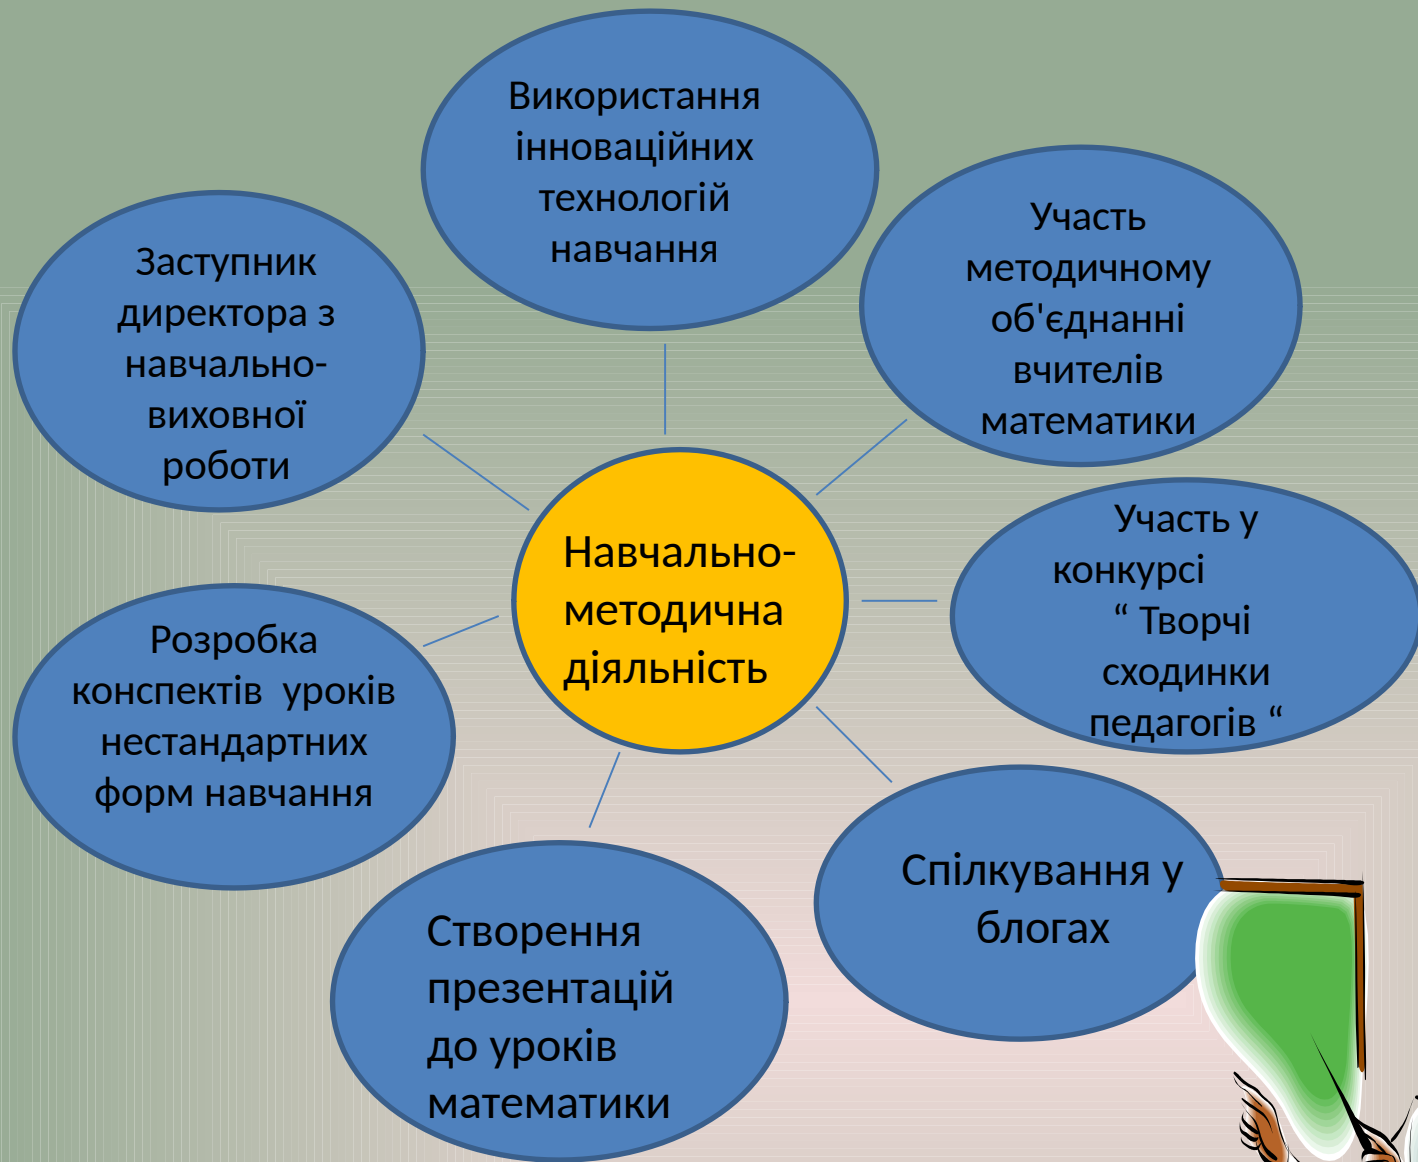 Використання
інноваційних
технологій
навчання
Участь
методичному
об'єднанні
вчителів
математики
Заступник
директора з
навчально-
виховної
роботи
Участь у
конкурсі
“ Творчі
сходинки
педагогів “
Навчально-
методична
діяльність
Розробка
конспектів уроків
нестандартних
форм навчання
Спілкування у
блогах
Створення
презентацій
до уроків
математики